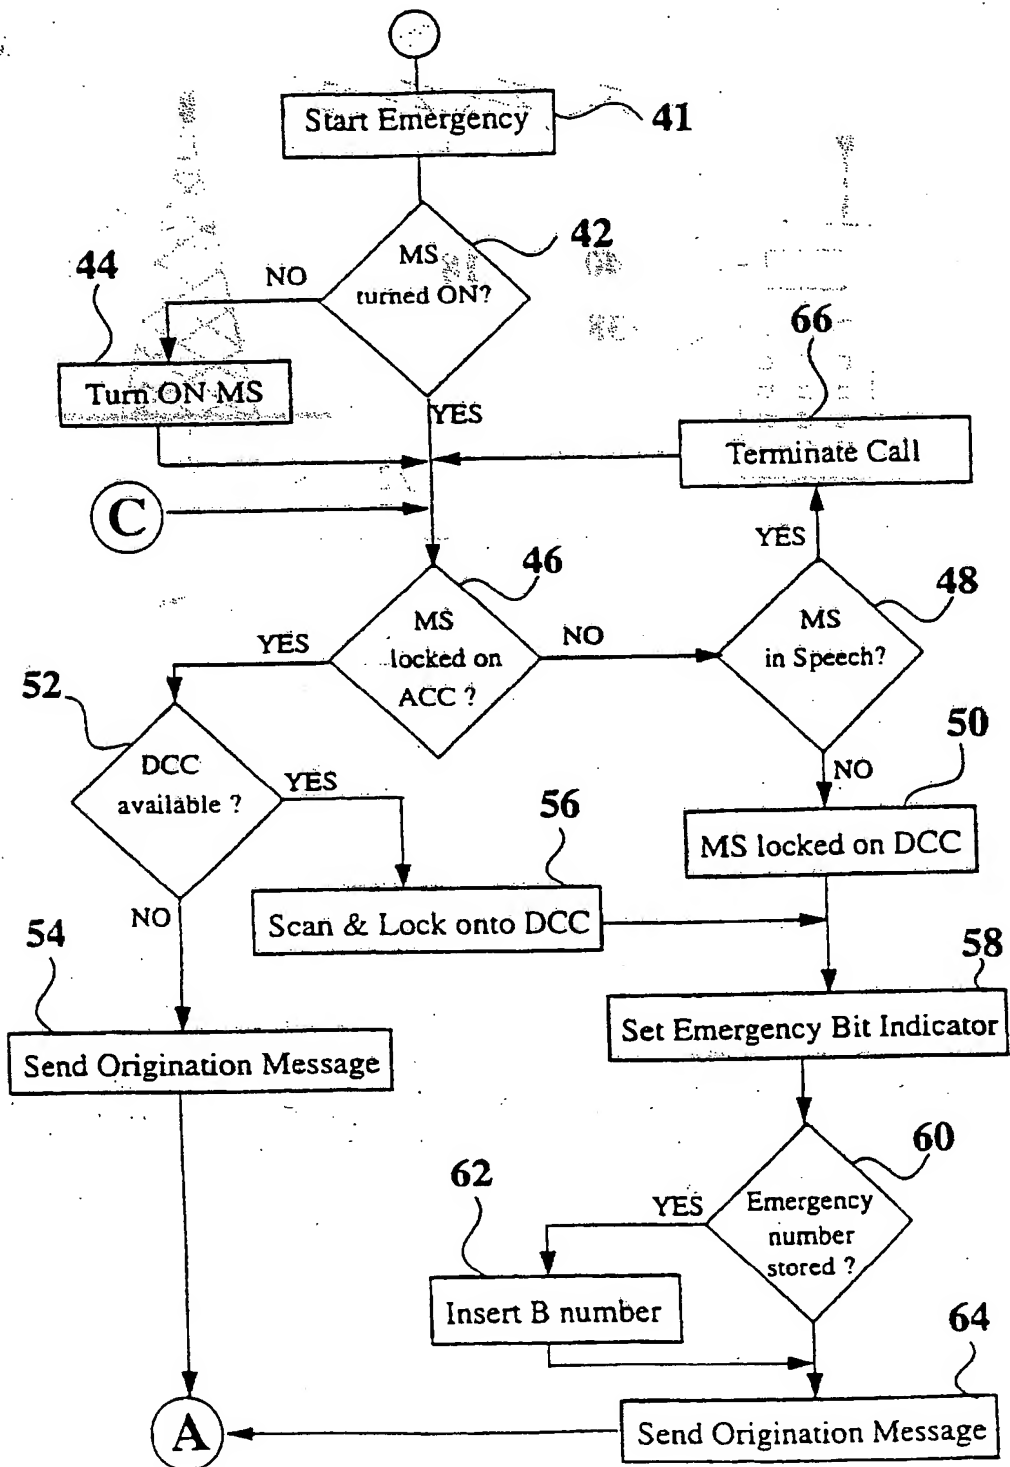 Start Emergency
41
MS
turned ON?
42
NO
44
Turn ON MS
YES
66
Terminate Call
C
YES
46
MS
locked on
ACC ?
YES
NO
48
MS
in Speech?
52
DCC
available ?
YES
NO
50
MS locked on DCC
56
Scan & Lock onto DCC
NO
54
Send Origination Message
58
Set Emergency Bit Indicator
60
Emergency
number
stored ?
YES
62
Insert B number
64
Send Origination Message
A